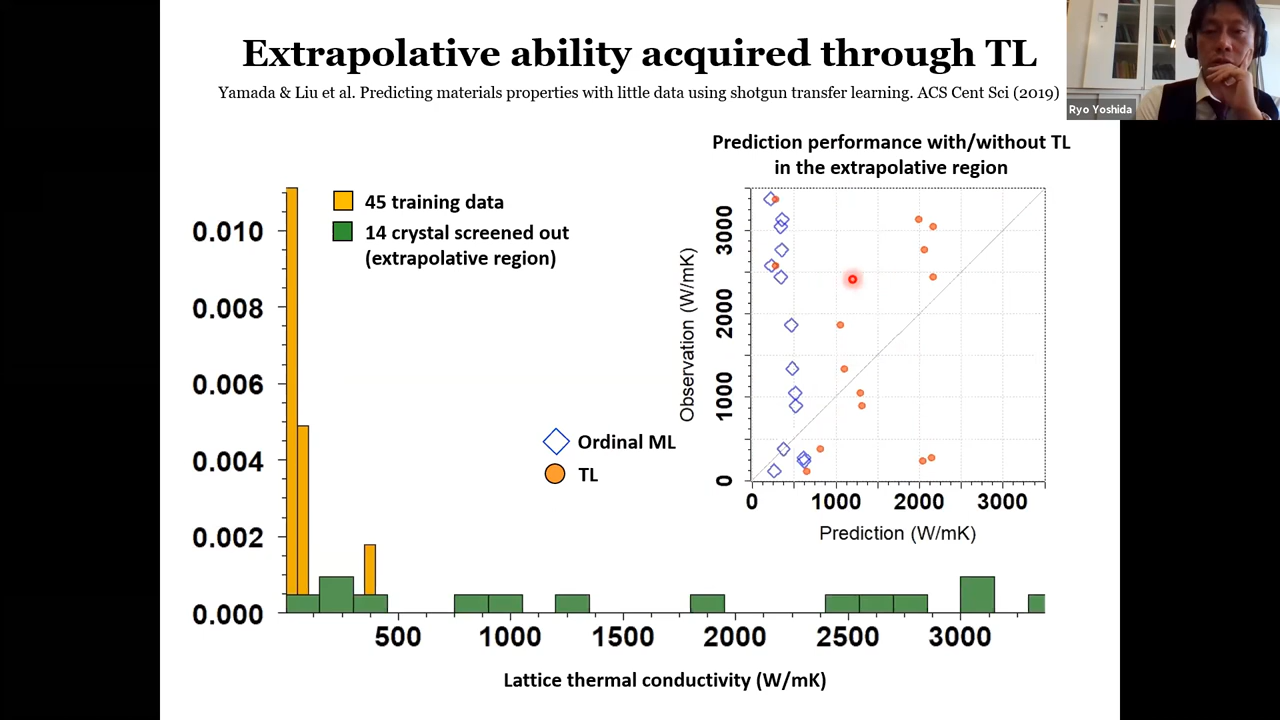 Extrapolative ability acquired through TL
Yamada & Liu et al. Predicting materials properties with little data using shotgun transfer learning. ACS Cent Sci (2019)
Ryo Yoshida
Prediction performance with/without TL
in the extrapolative region
45 training data
14 crystal screened out
(extrapolative region)
0.010
0.008
0.006
0.004
0.002
0.000
500
1000
1500
2000
2500
3000
Lattice thermal conductivity (W/mK)
Ordinal ML
TL
Observation (W/mK)
3000
2000
1000
0
0
1000
2000
3000
Prediction (W/mK)